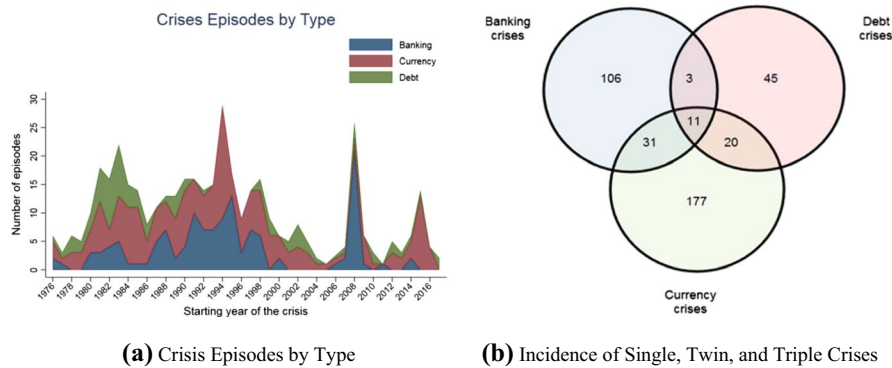 Crises Episodes by Type
Banking
Currency
Debt
Number of episodes
30
25
20
15
10
5
0
1976
1978
1980
1982
1984
1986
1988
1990
1992
1994
1996
1998
2000
2002
2004
2006
2008
2010
2012
2014
2016
Starting year of the crisis
(a) Crisis Episodes by Type
Banking
crises
Debt
crises
106
3
45
11
31
20
177
Currency
crises
(b) Incidence of Single, Twin, and Triple Crises